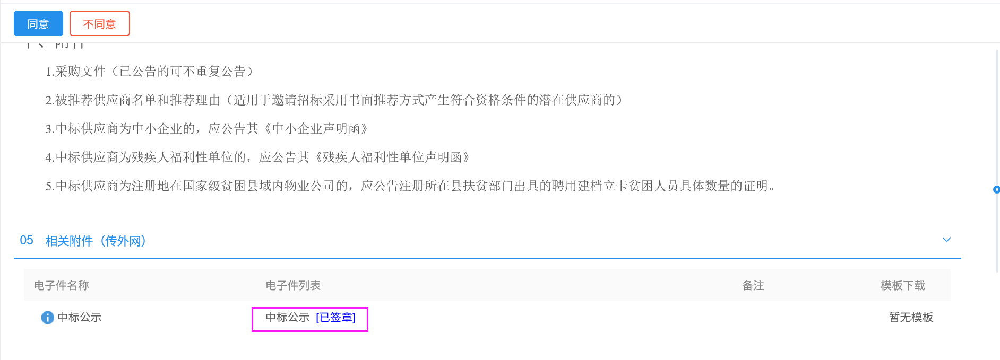 同意 不同意
十、附件
1.采购文件（已公告的可不重复公告）
2.被推荐供应商名单和推荐理由（适用于邀请招标采用书面推荐方式产生符合资格条件的潜在供应商的）
3.中标供应商为中小企业的，应公告其《中小企业声明函》
4.中标供应商为残疾人福利性单位的，应公告其《残疾人福利性单位声明函》
5.中标供应商为注册地在国家级贫困县域内物业公司的，应公告注册所在县扶贫部门出具的聘用建档立卡贫困人员具体数量的证明。
05 相关附件（传外网）
电子件名称 电子件列表 备注 模板下载
中标公示 中标公示 [已签章] 暂无模板